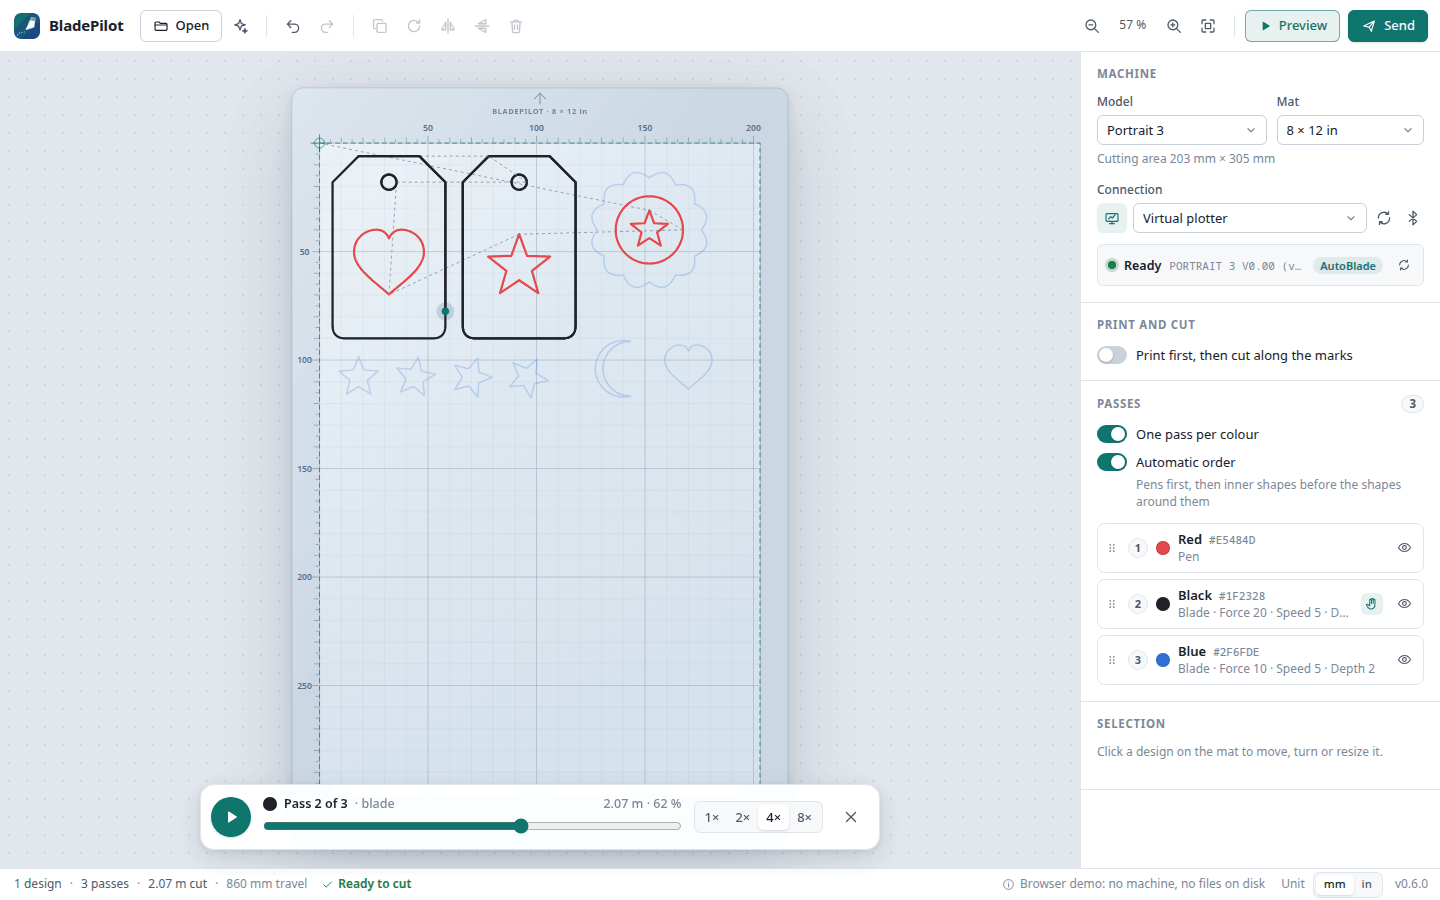 BladePilot
Open
57 %
Preview
Send
BLADEPILOT · 8 × 12 in
50 100 150 200
50
100
150
200
250
Pass 2 of 3 · blade
2.07 m · 62 %
1× 2× 4× 8×
MACHINE
Model
Mat
Portrait 3
8 × 12 in
Cutting area 203 mm × 305 mm
Connection
Virtual plotter
Ready PORTRAIT 3 V0.00 (v… AutoBlade
PRINT AND CUT
Print first, then cut along the marks
PASSES
3
One pass per colour
Automatic order
Pens first, then inner shapes before the shapes
around them
1 Red #E5484D
Pen
2 Black #1F2328
Blade · Force 20 · Speed 5 · D…
3 Blue #2F6FDE
Blade · Force 10 · Speed 5 · Depth 2
SELECTION
Click a design on the mat to move, turn or resize it.
1 design · 3 passes · 2.07 m cut · 860 mm travel Ready to cut
Browser demo: no machine, no files on disk Unit mm in v0.6.0